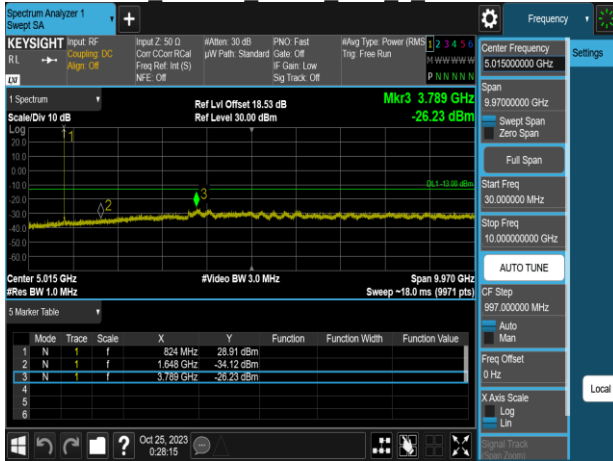 Spectrum Analyzer 1
Swept SA
+
Frequency
KEYSIGHT
RL
LXI
Input: RF
Coupling: DC
Align: Off
Input Z: 50 Ω
Corr CCorr RCal
Freq Ref: Int (S)
NFE: Off
#Atten: 30 dB
µW Path: Standard
PNO: Fast
Gate: Off
IF Gain: Low
Sig Track: Off
#Avg Type: Power (RMS
Trig: Free Run
1 2 3 4 5 6
M W W W W W
P N N N N N
1 Spectrum
Scale/Div 10 dB
Ref Lvl Offset 18.53 dB
Ref Level 30.00 dBm
Mkr3 3.789 GHz
-26.23 dBm
Log
20.0
10.0
0.00
-10.0
-20.0
-30.0
-40.0
-50.0
-60.0
1
2
3
DL1 -13.00 dBm
Center 5.015 GHz
#Res BW 1.0 MHz
#Video BW 3.0 MHz
Span 9.970 GHz
Sweep ~18.0 ms (9971 pts)
5 Marker Table
Mode Trace Scale X Y Function Function Width Function Value
1 N 1 f 824 MHz 28.91 dBm
2 N 1 f 1.648 GHz -34.12 dBm
3 N 1 f 3.789 GHz -26.23 dBm
4
5
6
?
Oct 25, 2023
0:28:15
Center Frequency
5.015000000 GHz
Span
9.97000000 GHz
Swept Span
Zero Span
Full Span
Start Freq
30.000000 MHz
Stop Freq
10.000000000 GHz
AUTO TUNE
CF Step
997.000000 MHz
Auto
Man
Freq Offset
0 Hz
X Axis Scale
Log
Lin
Signal Track
(Span Zoom)
Settings
Local